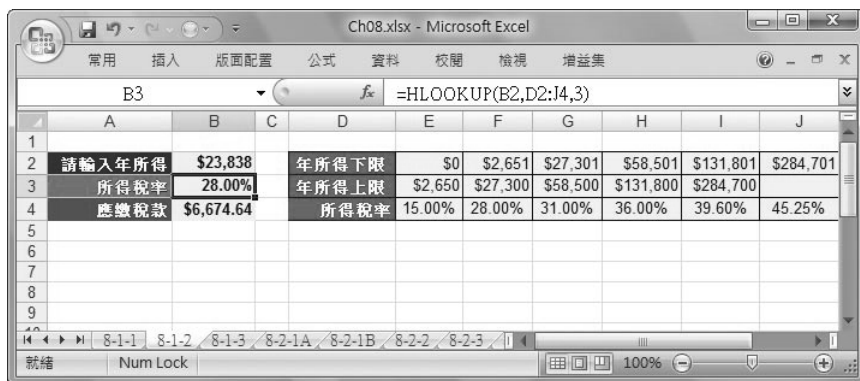 Ch08.xlsx - Microsoft Excel
常用 插入 版面配置 公式 資料 校閱 檢視 增益集
B3 fx =HLOOKUP(B2,D2:J4,3)
A B C D E F G H I J
1
2 請輸入年所得 $23,838 年所得下限 $0 $2,651 $27,301 $58,501 $131,801 $284,701
3 所得稅率 28.00% 年所得上限 $2,650 $27,300 $58,500 $131,800 $284,700
4 應繳稅款 $6,674.64 所得稅率 15.00% 28.00% 31.00% 36.00% 39.60% 45.25%
5
6
7
8
9
8-1-1 8-1-2 8-1-3 8-2-1A 8-2-1B 8-2-2 8-2-3
就緒 Num Lock 100%